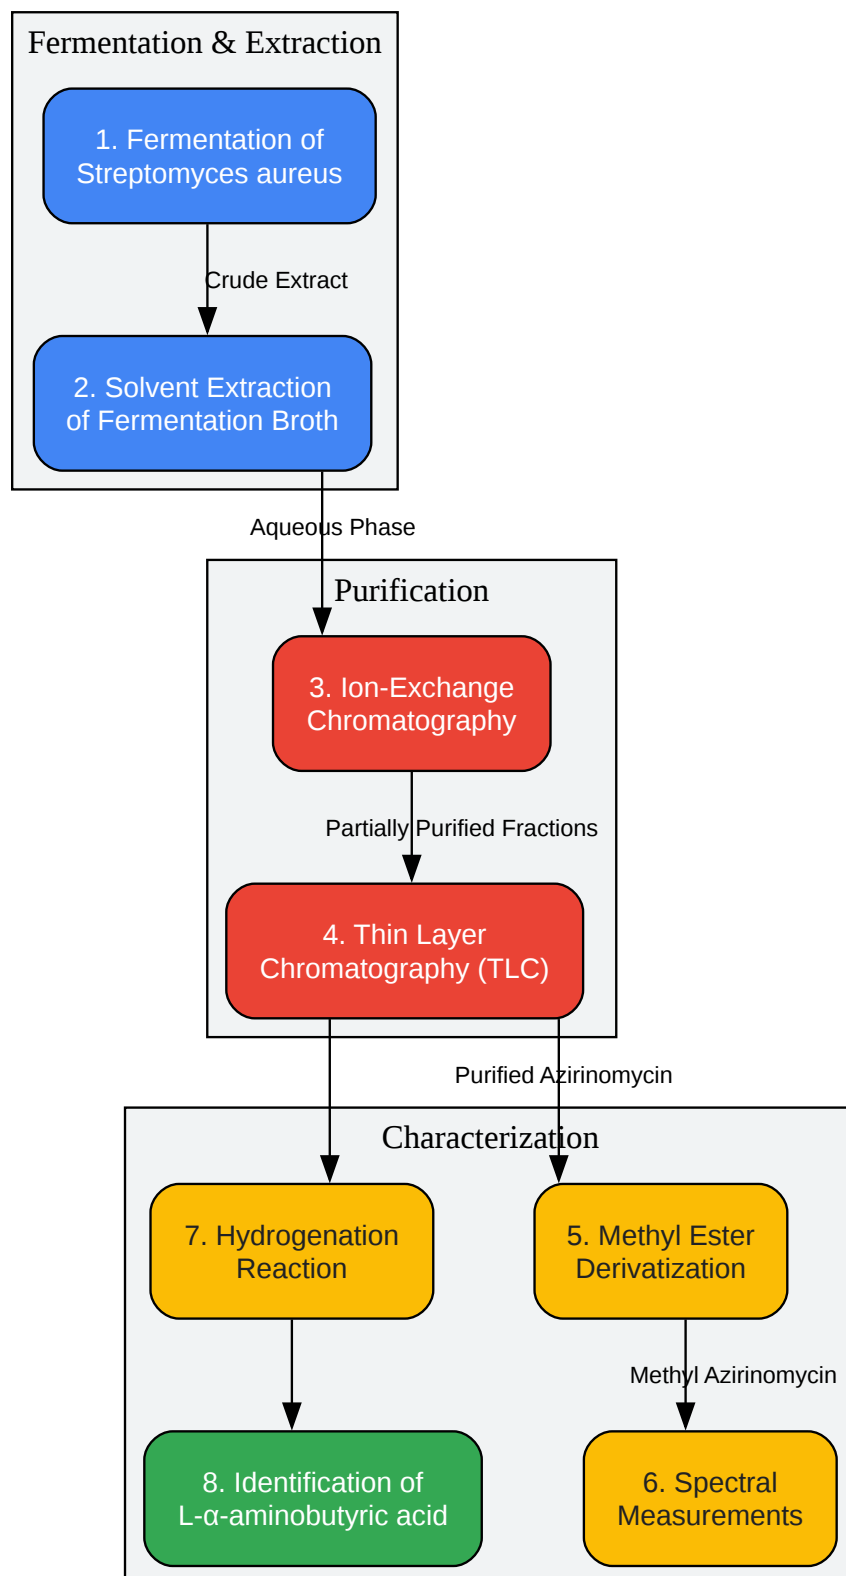 Fermentation & Extraction
1. Fermentation of
Streptomyces aureus
Crude Extract
2. Solvent Extraction
of Fermentation Broth
Aqueous Phase
Purification
3. Ion-Exchange
Chromatography
Partially Purified Fractions
4. Thin Layer
Chromatography (TLC)
Purified Azirinomycin
Characterization
7. Hydrogenation
Reaction
5. Methyl Ester
Derivatization
Methyl Azirinomycin
8. Identification of
L-α-aminobutyric acid
6. Spectral
Measurements